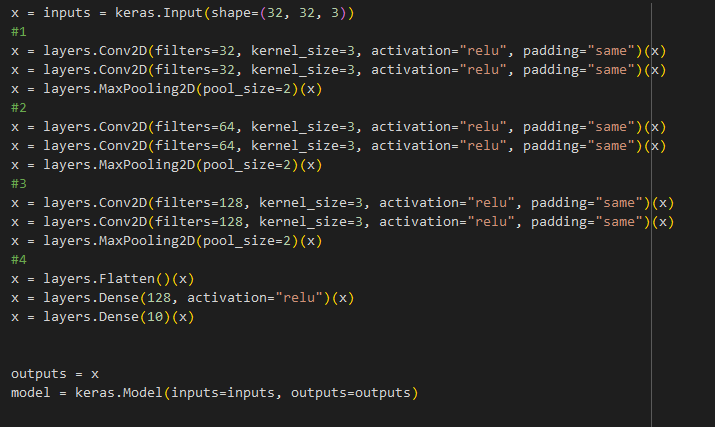 x = inputs = keras.Input(shape=(32, 32, 3))
#1
x = layers.Conv2D(filters=32, kernel_size=3, activation="relu", padding="same")(x)
x = layers.Conv2D(filters=32, kernel_size=3, activation="relu", padding="same")(x)
x = layers.MaxPooling2D(pool_size=2)(x)
#2
x = layers.Conv2D(filters=64, kernel_size=3, activation="relu", padding="same")(x)
x = layers.Conv2D(filters=64, kernel_size=3, activation="relu", padding="same")(x)
x = layers.MaxPooling2D(pool_size=2)(x)
#3
x = layers.Conv2D(filters=128, kernel_size=3, activation="relu", padding="same")(x)
x = layers.Conv2D(filters=128, kernel_size=3, activation="relu", padding="same")(x)
x = layers.MaxPooling2D(pool_size=2)(x)
#4
x = layers.Flatten()(x)
x = layers.Dense(128, activation="relu")(x)
x = layers.Dense(10)(x)
outputs = x
model = keras.Model(inputs=inputs, outputs=outputs)